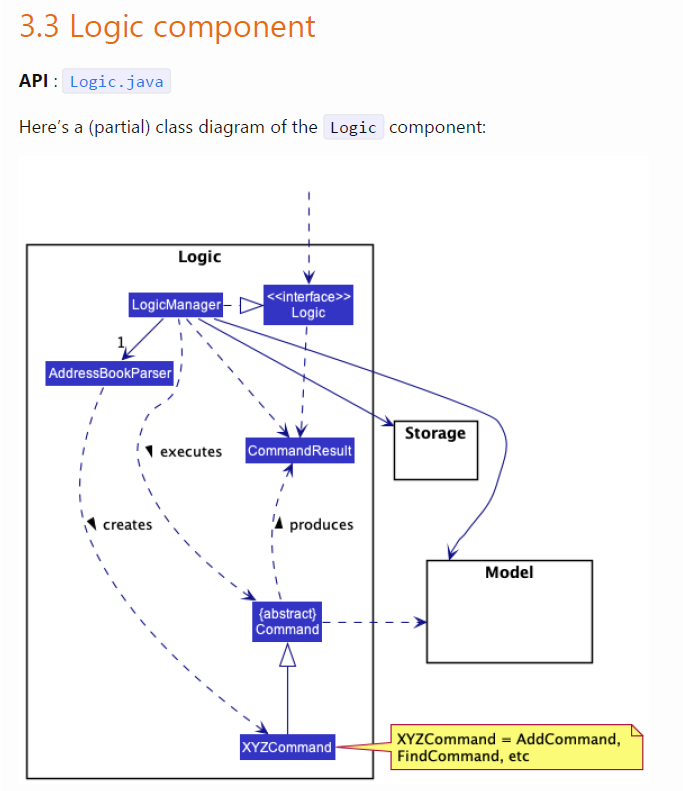 3.3 Logic component
API : Logic.java
Here's a (partial) class diagram of the Logic component:
Logic
LogicManager
<<interface>>
Logic
1
AddressBookParser
Storage
executes
CommandResult
creates
produces
Model
{abstract}
Command
XYZCommand
XYZCommand = AddCommand,
FindCommand, etc